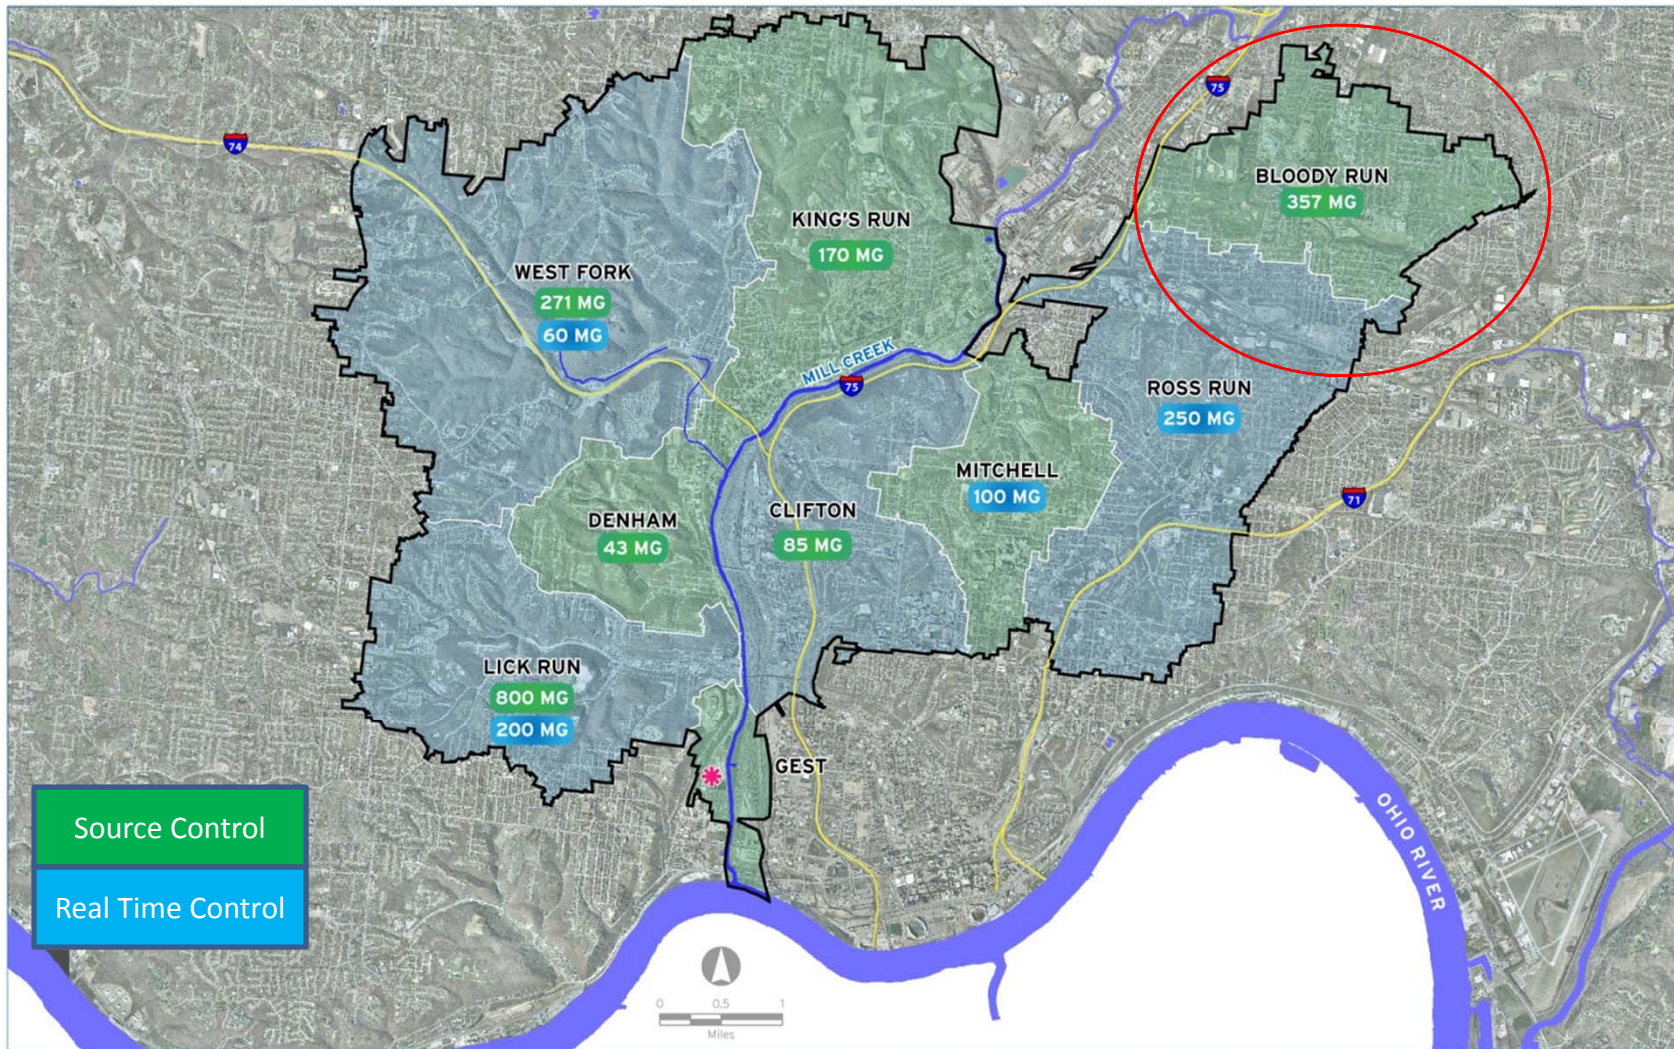 75
74
BLOODY RUN
357 MG
KING'S RUN
170 MG
WEST FORK
271 MG
60 MG
MILL CREEK
75
ROSS RUN
250 MG
MITCHELL
100 MG
71
DENHAM
43 MG
CLIFTON
85 MG
LICK RUN
800 MG
200 MG
GEST
OHIO RIVER
Source Control
Real Time Control
0 0.5 1
Miles